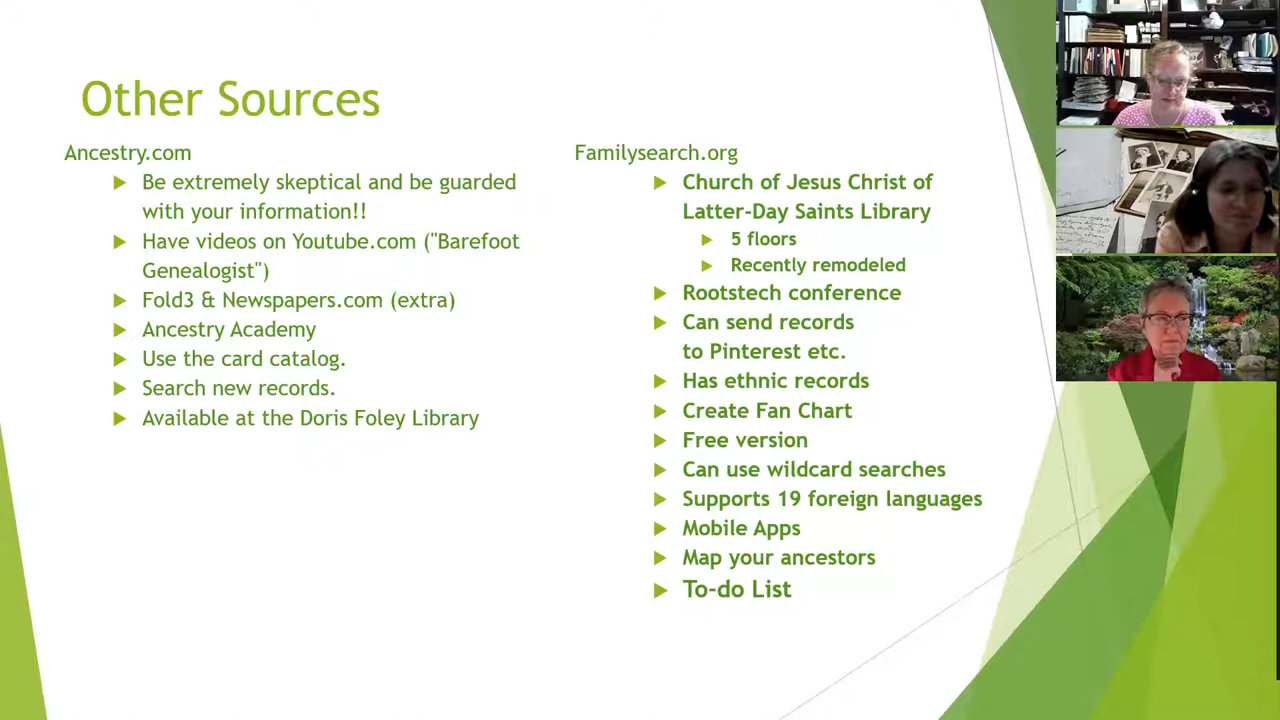 Other Sources
Ancestry.com
Be extremely skeptical and be guarded
with your information!!
Have videos on Youtube.com ("Barefoot
Genealogist")
Fold3 & Newspapers.com (extra)
Ancestry Academy
Use the card catalog.
Search new records.
Available at the Doris Foley Library
Familysearch.org
Church of Jesus Christ of
Latter-Day Saints Library
5 floors
Recently remodeled
Rootstech conference
Can send records
to Pinterest etc.
Has ethnic records
Create Fan Chart
Free version
Can use wildcard searches
Supports 19 foreign languages
Mobile Apps
Map your ancestors
To-do List